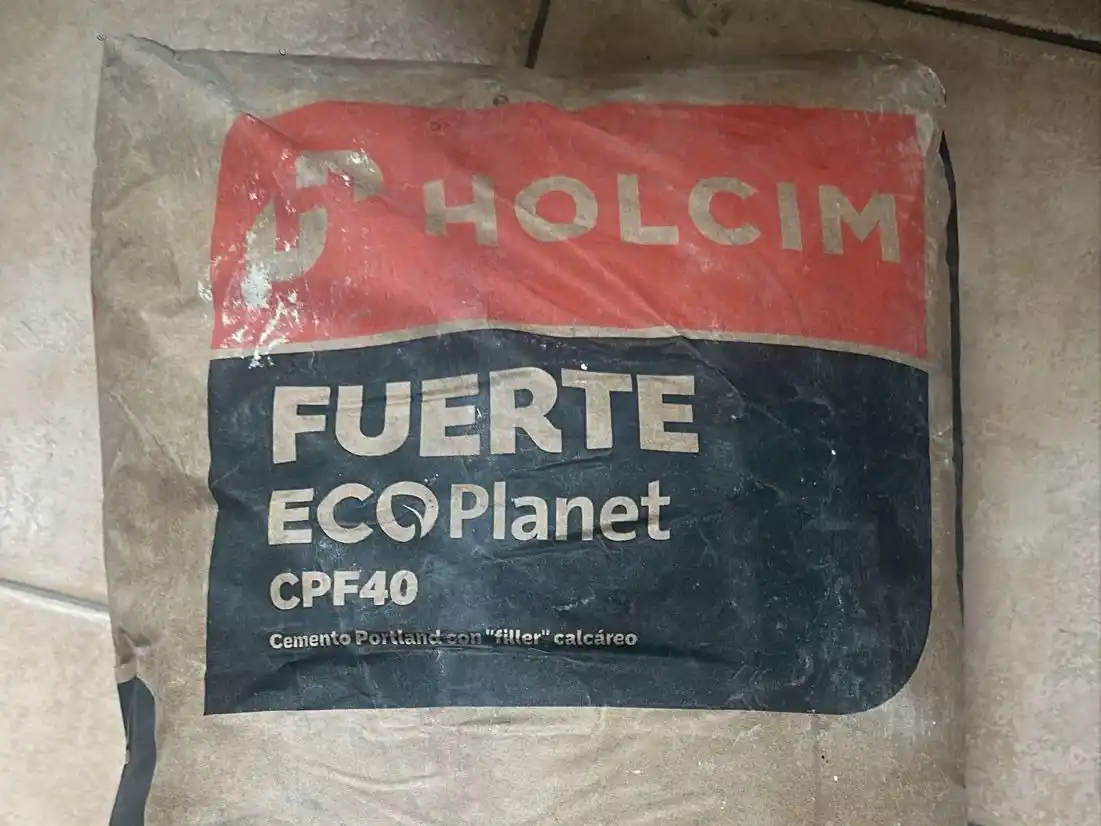 HOLCIM
FUERTE
ECOPlanet
CPF40
Cemento Portland con "filler" calcáreo